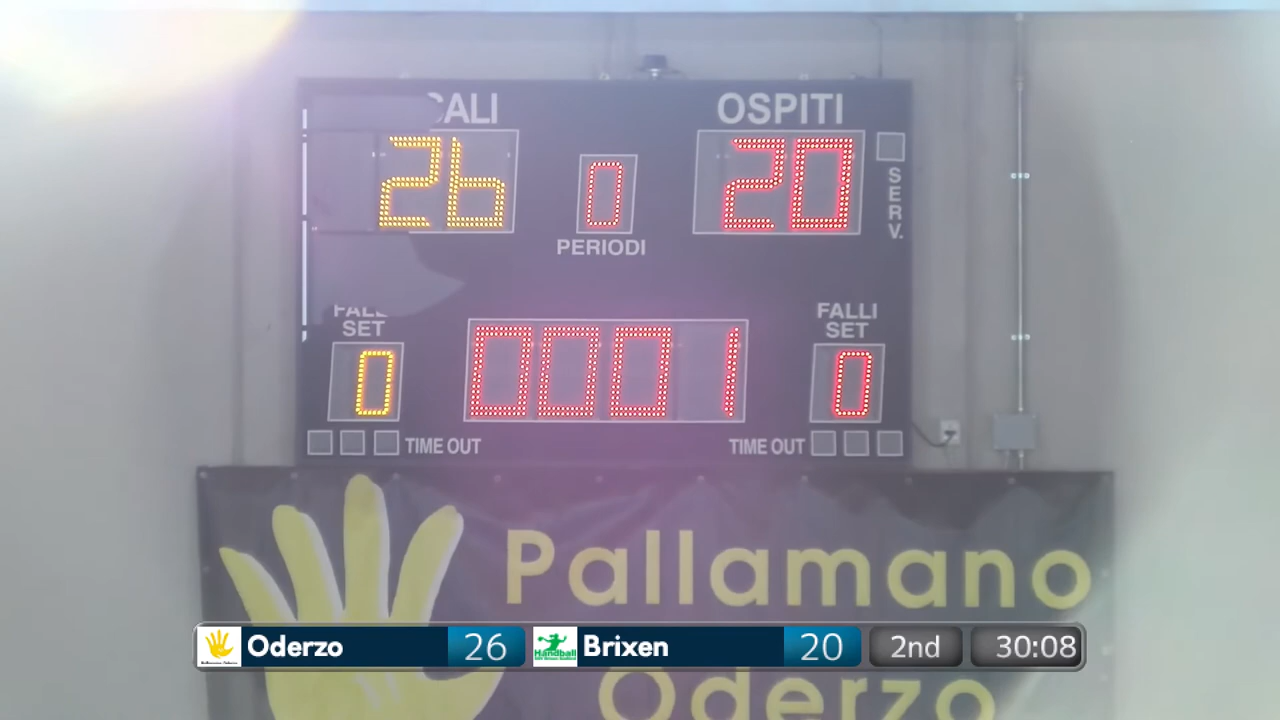 CALI OSPITI
26 0 20
SERV.
PERIODI
FALLI SET FALLI SET
0 0001 0
TIME OUT TIME OUT
Pallamano
Oderzo
Oderzo 26 Handball Brixen 20 2nd 30:08